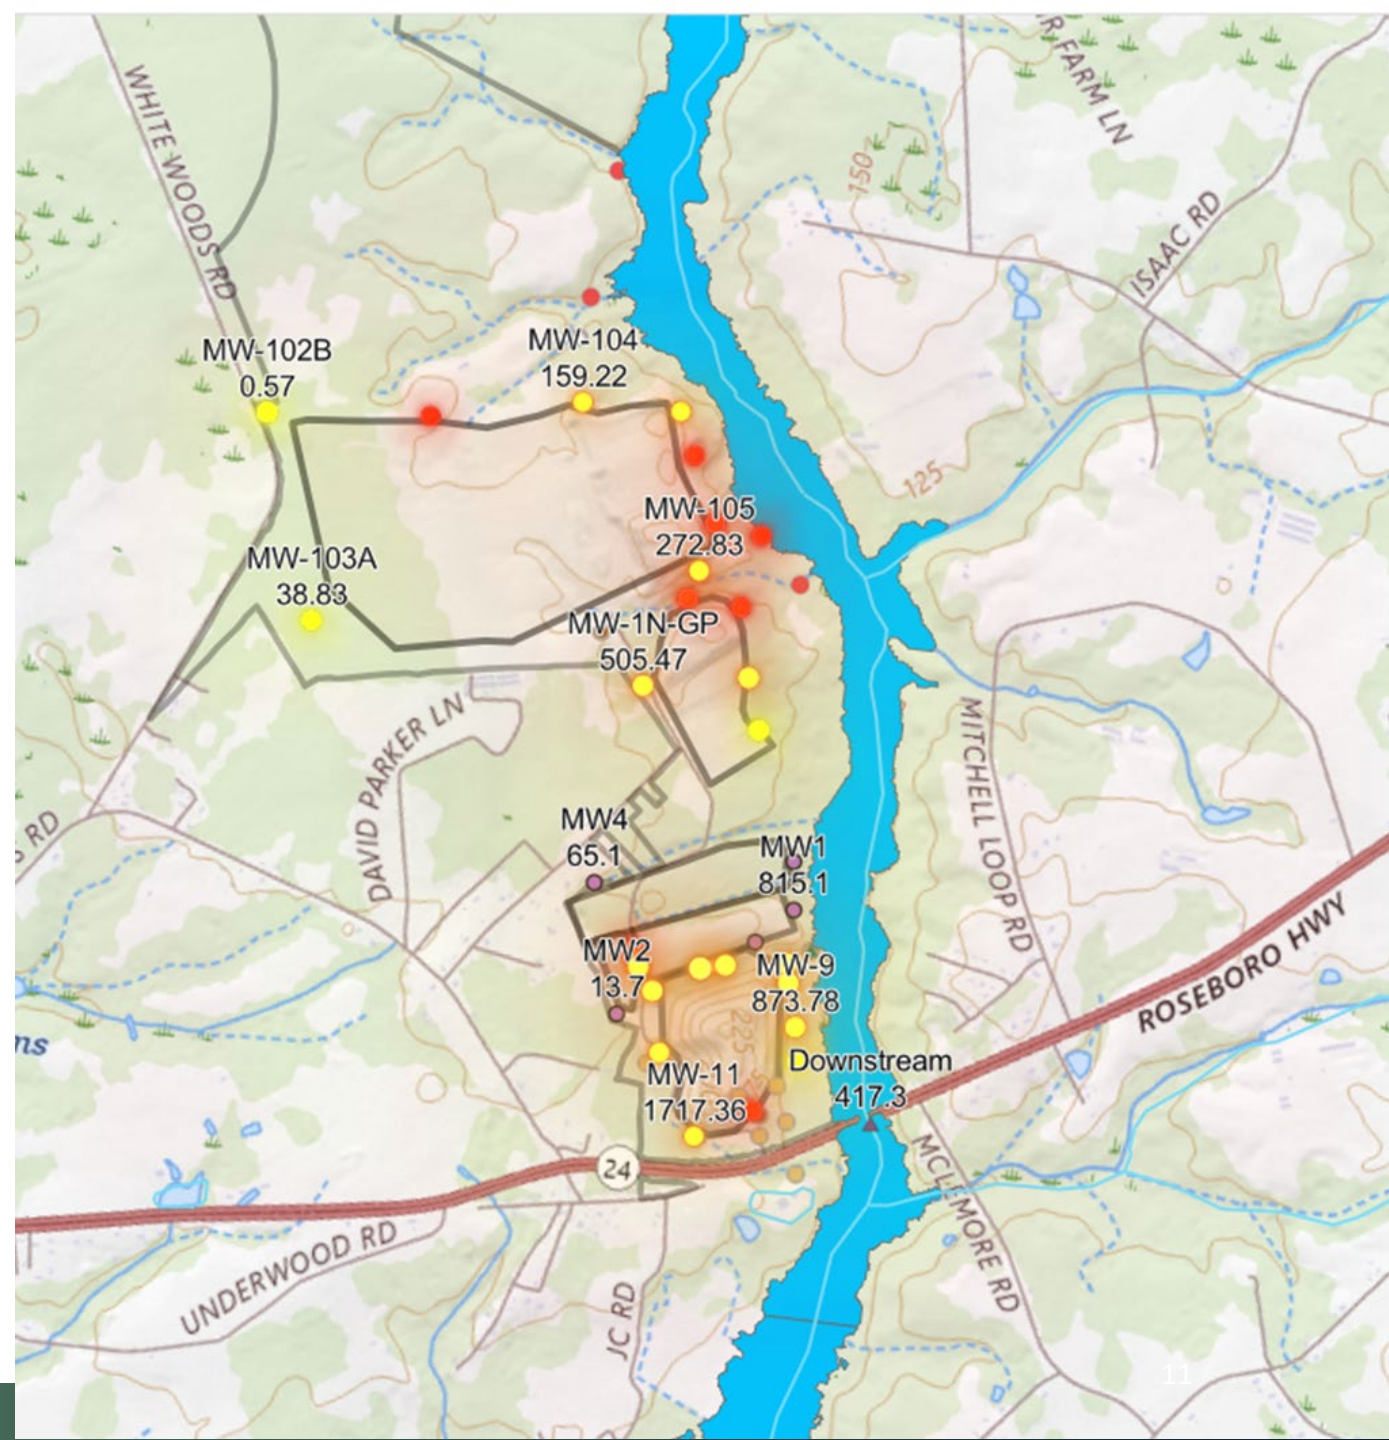 R FARM LN
WHITE WOODS RD
150
ISAAC RD
MW-102B
0.57
MW-104
159.22
125
MW-105
272.83
MW-103A
38.83
MW-1N-GP
505.47
DAVID PARKER LN
MITCHELL LOOP RD
S RD
MW4
65.1
MW1
815.1
ROSEBORO HWY
MW2
13.7
MW-9
873.78
225
ns
Downstream
417.3
MW-11
1717.36
24
MCLEMORE RD
UNDERWOOD RD
JC RD
11